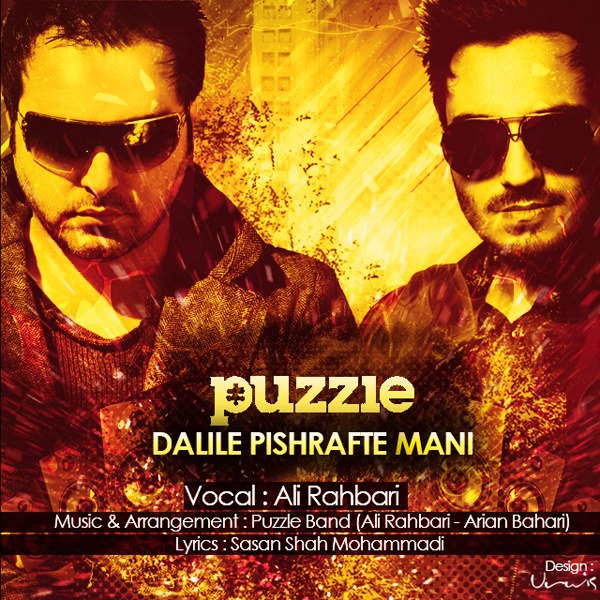 puzzle
DALILE PISHRAFTE MANI
Vocal : Ali Rahbari
Music & Arrangement : Puzzle Band (Ali Rahbari - Arian Bahari)
Lyrics : Sasan Shah Mohammadi
Design :